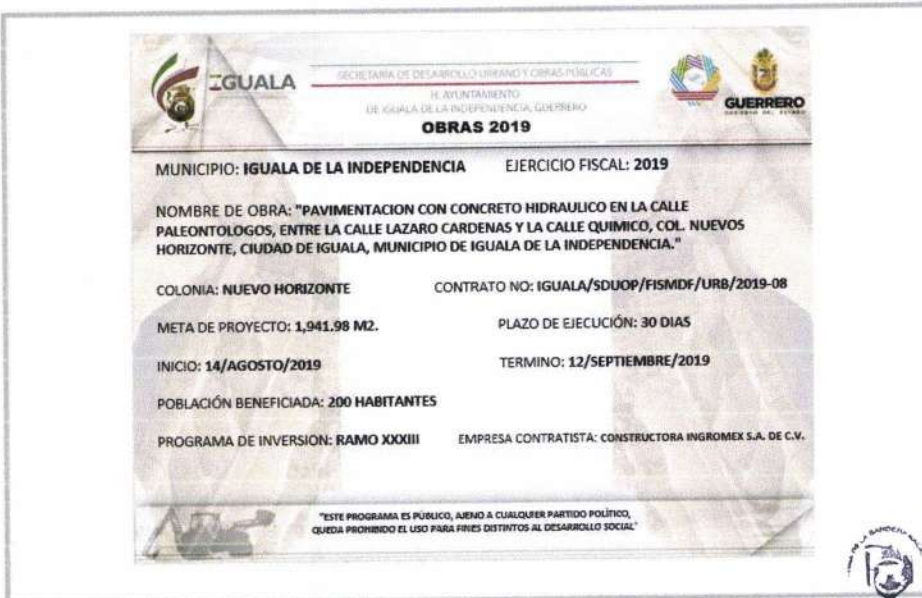 IGUALA
SECRETARÍA DE DESARROLLO URBANO Y OBRAS PÚBLICAS
H. AYUNTAMIENTO
DE IGUALA DE LA INDEPENDENCIA, GUERRERO
OBRAS 2019
GUERRERO
GOBIERNO DEL ESTADO
MUNICIPIO: IGUALA DE LA INDEPENDENCIA EJERCICIO FISCAL: 2019
NOMBRE DE OBRA: "PAVIMENTACION CON CONCRETO HIDRAULICO EN LA CALLE
PALEONTOLOGOS, ENTRE LA CALLE LAZARO CARDENAS Y LA CALLE QUIMICO, COL. NUEVOS
HORIZONTE, CIUDAD DE IGUALA, MUNICIPIO DE IGUALA DE LA INDEPENDENCIA."
COLONIA: NUEVO HORIZONTE CONTRATO NO: IGUALA/SDUOP/FISMDF/URB/2019-08
META DE PROYECTO: 1,941.98 M2. PLAZO DE EJECUCIÓN: 30 DIAS
INICIO: 14/AGOSTO/2019 TERMINO: 12/SEPTIEMBRE/2019
POBLACIÓN BENEFICIADA: 200 HABITANTES
PROGRAMA DE INVERSION: RAMO XXXIII EMPRESA CONTRATISTA: CONSTRUCTORA INGROMEX S.A. DE C.V.
"ESTE PROGRAMA ES PÚBLICO, AJENO A CUALQUIER PARTIDO POLÍTICO,
QUEDA PROHIBIDO EL USO PARA FINES DISTINTOS AL DESARROLLO SOCIAL"
LA BANDERA